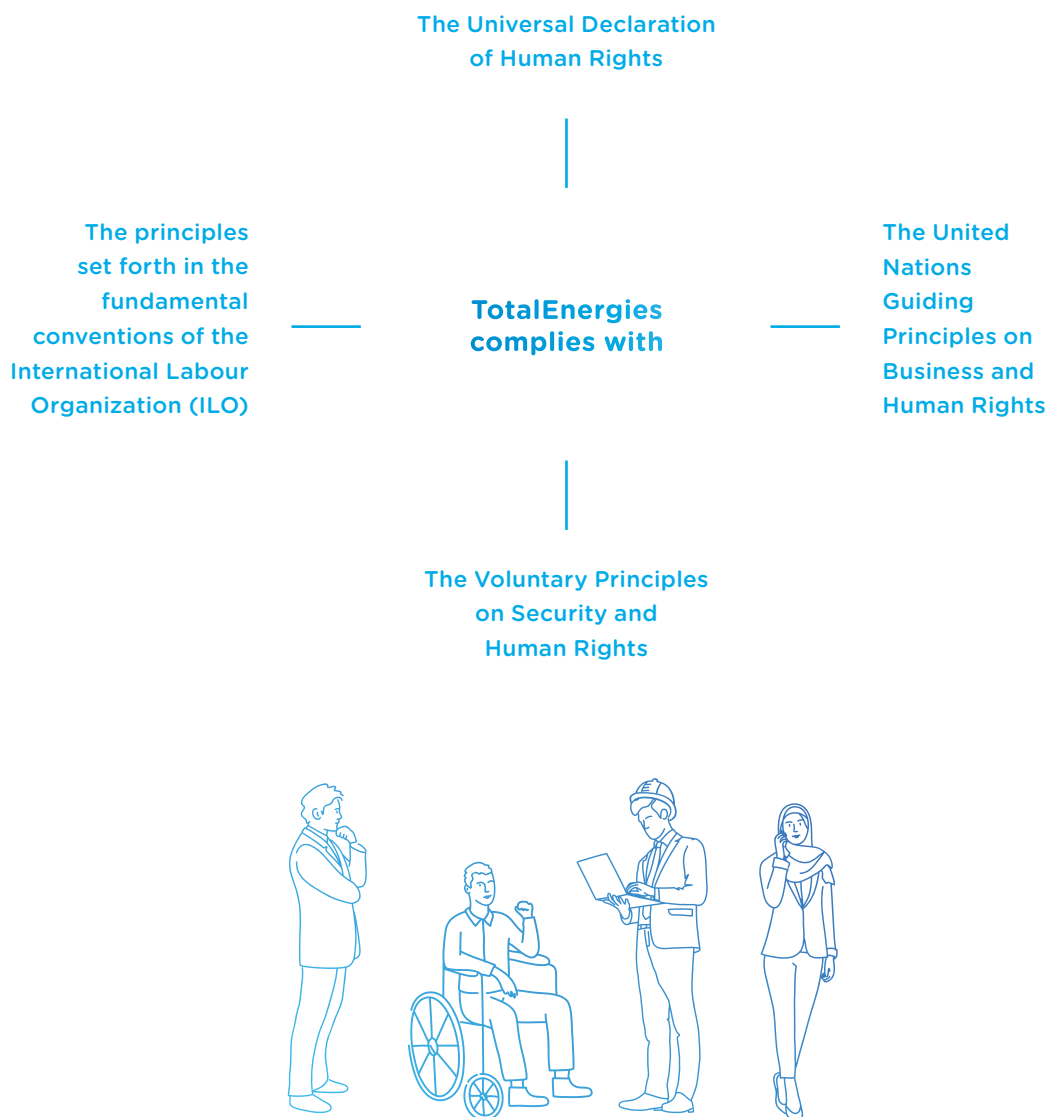 The Universal Declaration
of Human Rights
The principles
set forth in the
fundamental
conventions of the
International Labour
Organization (ILO)
TotalEnergies
complies with
The United
Nations
Guiding
Principles on
Business and
Human Rights
The Voluntary Principles
on Security and
Human Rights